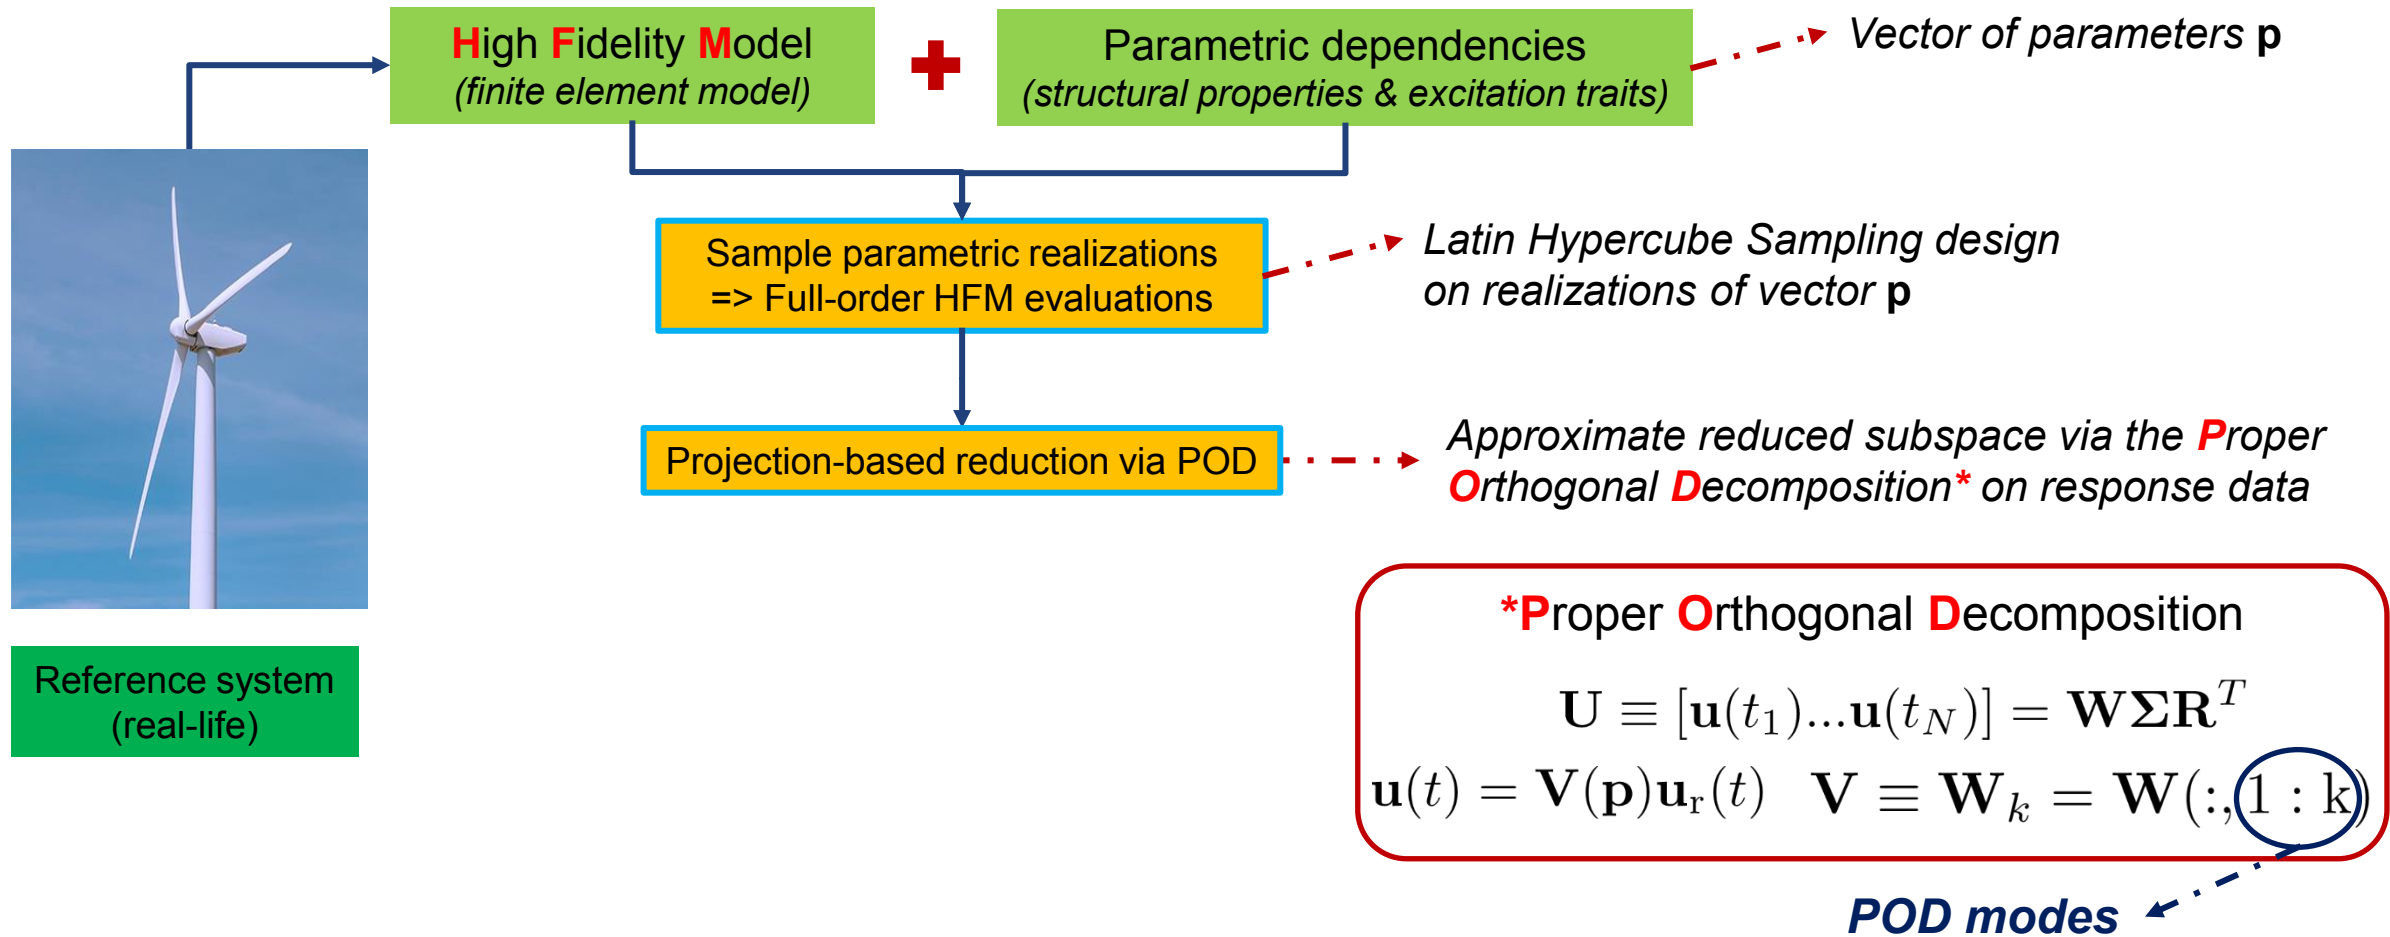 High Fidelity Model
(finite element model)
Parametric dependencies
(structural properties & excitation traits)
Vector of parameters p
Sample parametric realizations
=> Full-order HFM evaluations
Latin Hypercube Sampling design
on realizations of vector p
Projection-based reduction via POD
Approximate reduced subspace via the Proper
Orthogonal Decomposition* on response data
Reference system
(real-life)
*Proper Orthogonal Decomposition
U ≡ [u(t₁)...u(t_N)] = WΣRᵀ
u(t) = V(p)uᵣ(t) V ≡ W_k = W(:,1 : k)
POD modes